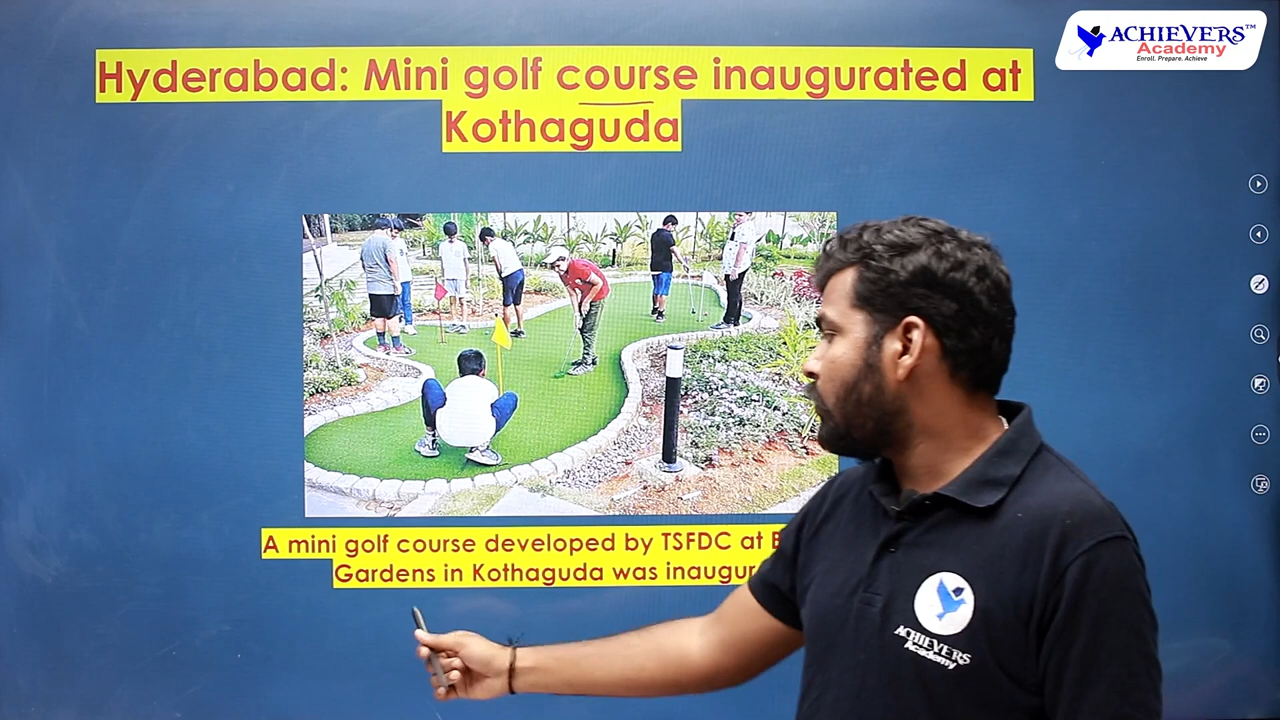 ACHIEVERS™
Academy
Enroll. Prepare. Achieve
Hyderabad: Mini golf course inaugurated at
Kothaguda
A mini golf course developed by TSFDC at
Gardens in Kothaguda was
ACHIEVERS
Academy